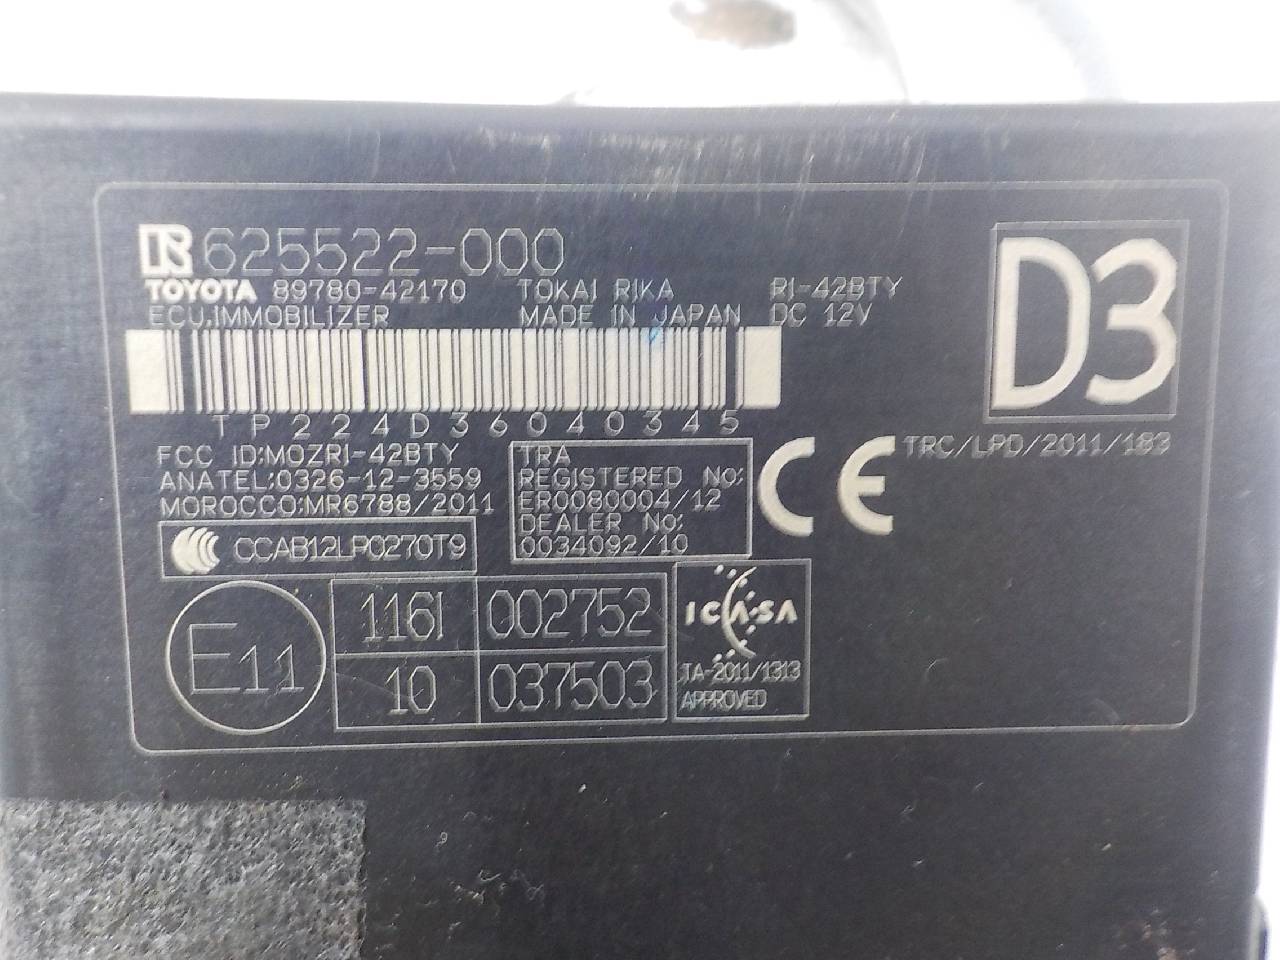 625522-000
TOYOTA 89780-42170 TOKAI RIKA RI-42BTY
ECU,IMMOBILIZER MADE IN JAPAN DC 12V
D3
TP224D36040345
FCC ID:MOZRI-42BTY
ANATEL:0326-12-3559
MOROCCO:MR6788/2011
CCAB12LP0270T9
TRA
REGISTERED No:
ER0080004/12
DEALER No:
0034092/10
CE
TRC/LPD/2011/183
E11
116I 002752
10 037503
ICASA
TA-2011/1313
APPROVED